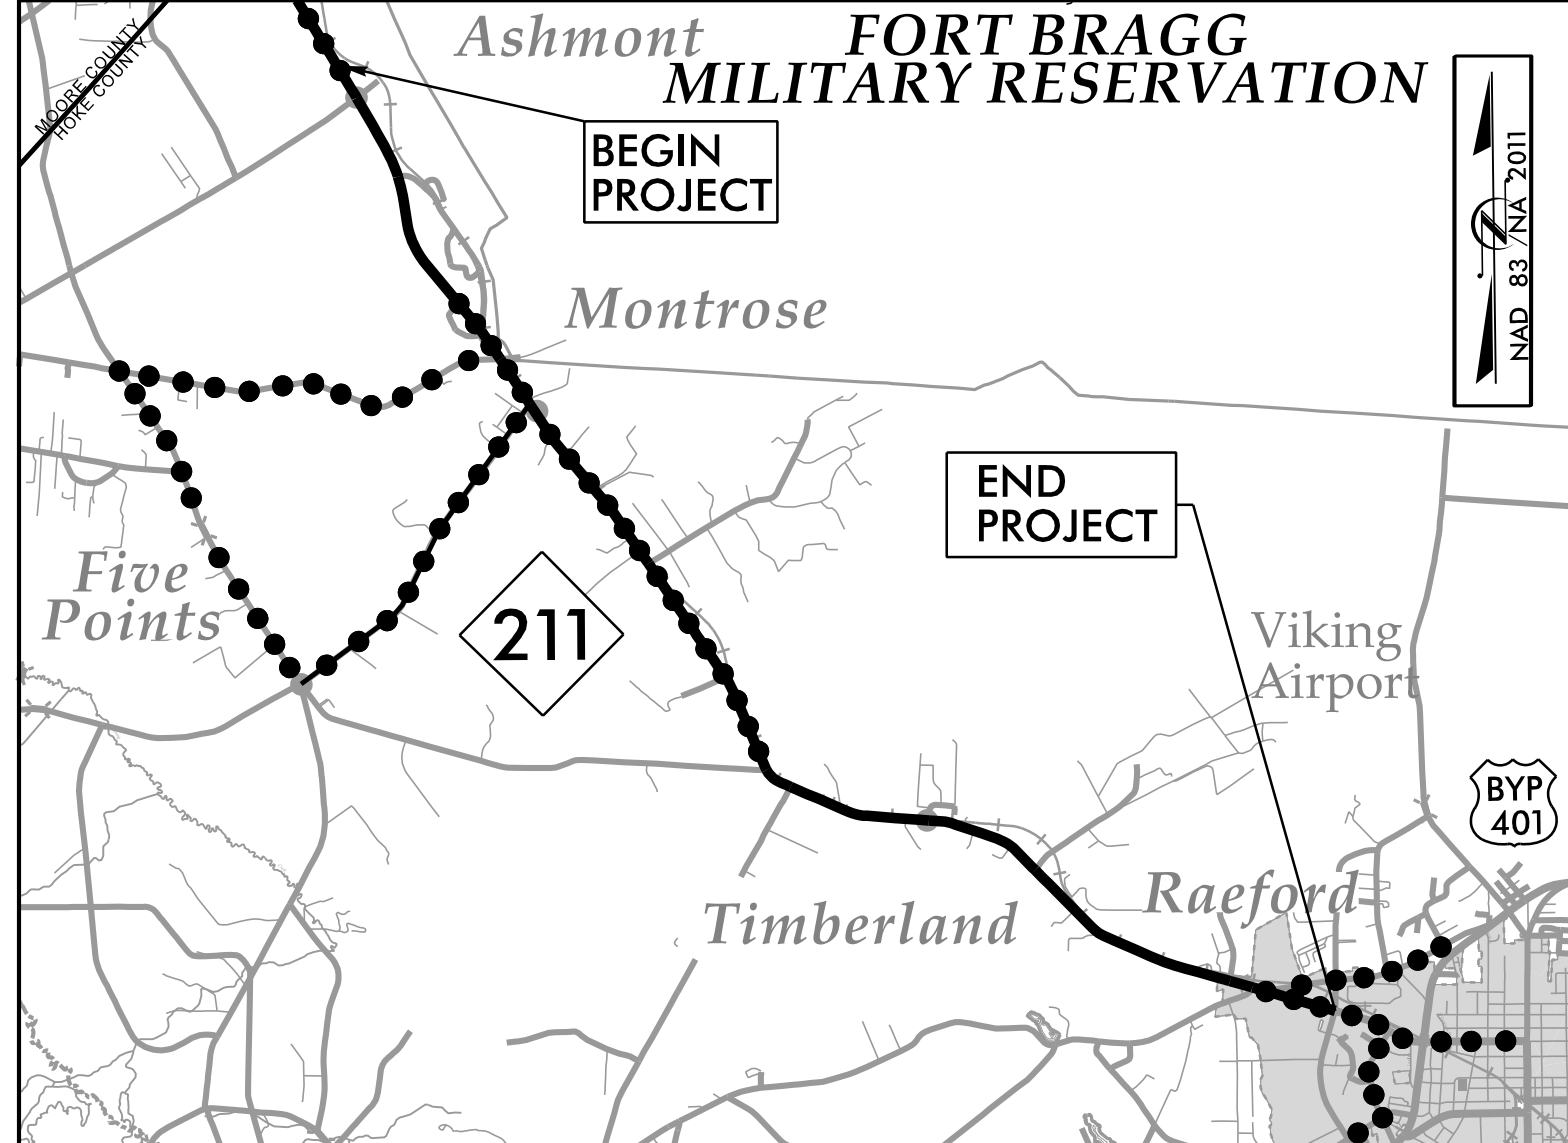 Ashmont
FORT BRAGG
MILITARY RESERVATION
MOORE COUNTY
HOKE COUNTY
BEGIN
PROJECT
NAD 83/NA 2011
Montrose
END
PROJECT
Five
Points
211
Viking
Airport
BYP
401
Raeford
Timberland